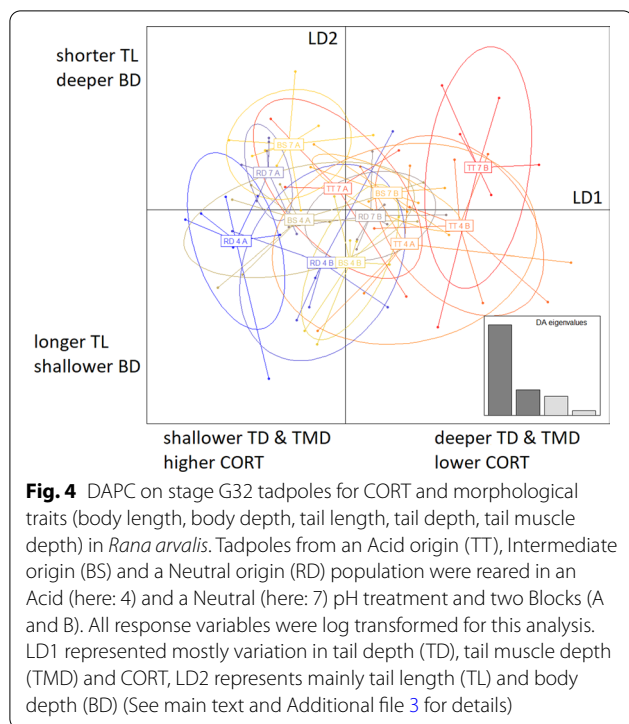 shorter TL
deeper BD
LD2
BS 7 A
RD 7 A
TT 7 B
TT 7 A
BS 7 B
LD1
BS 4 A
RD 7 B
TT 4 B
RD 4 A
TT 4 A
RD 4 B
BS 4 B
DA eigenvalues
longer TL
shallower BD
shallower TD & TMD
higher CORT
deeper TD & TMD
lower CORT
Fig. 4 DAPC on stage G32 tadpoles for CORT and morphological
traits (body length, body depth, tail length, tail depth, tail muscle
depth) in Rana arvalis. Tadpoles from an Acid origin (TT), Intermediate
origin (BS) and a Neutral origin (RD) population were reared in an
Acid (here: 4) and a Neutral (here: 7) pH treatment and two Blocks (A
and B). All response variables were log transformed for this analysis.
LD1 represented mostly variation in tail depth (TD), tail muscle depth
(TMD) and CORT, LD2 represents mainly tail length (TL) and body
depth (BD) (See main text and Additional file 3 for details)